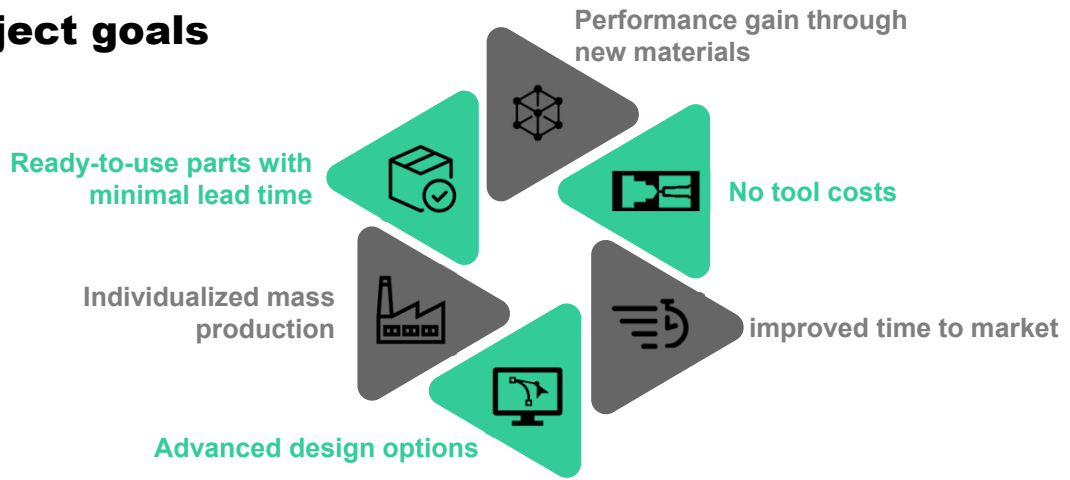 ject goals
Performance gain through
new materials
Ready-to-use parts with
minimal lead time
No tool costs
Individualized mass
production
improved time to market
Advanced design options